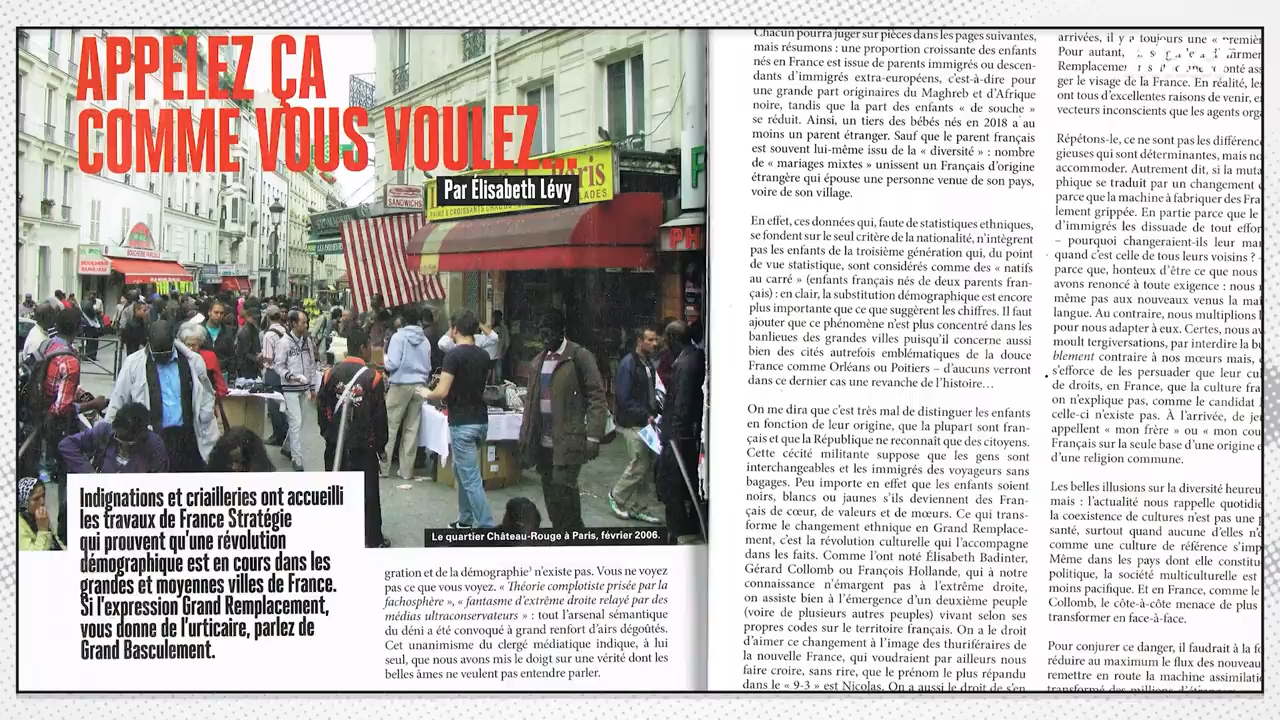 APPELEZ ÇA
COMME VOUS VOULEZ...
Par Élisabeth Lévy
Paris
SANDWICHS
PH
BOUCHERIE
Le quartier Château-Rouge à Paris, février 2006.
Indignations et criailleries ont accueilli
les travaux de France Stratégie
qui prouvent qu'une révolution
démographique est en cours dans les
grandes et moyennes villes de France.
Si l'expression Grand Remplacement,
vous donne de l'urticaire, parlez de
Grand Basculement.
gration et de la démographie³ n'existe pas. Vous ne voyez
pas ce que vous voyez. « Théorie complotiste prisée par la
fachosphère », « fantasme d'extrême droite relayé par des
médias ultraconservateurs » : tout l'arsenal sémantique
du déni a été convoqué à grand renfort d'airs dégoûtés.
Cet unanimisme du clergé médiatique indique, à lui
seul, que nous avons mis le doigt sur une vérité dont les
belles âmes ne veulent pas entendre parler.
Chacun pourra juger sur pièces dans les pages suivantes,
mais résumons : une proportion croissante des enfants
nés en France est issue de parents immigrés ou descen-
dants d'immigrés extra-européens, c'est-à-dire pour
une grande part originaires du Maghreb et d'Afrique
noire, tandis que la part des enfants « de souche »
se réduit. Ainsi, un tiers des bébés nés en 2018 a au
moins un parent étranger. Sauf que le parent français
est souvent lui-même issu de la « diversité » : nombre
de « mariages mixtes » unissent un Français d'origine
étrangère qui épouse une personne venue de son pays,
voire de son village.
En effet, ces données qui, faute de statistiques ethniques,
se fondent sur le seul critère de la nationalité, n'intègrent
pas les enfants de la troisième génération qui, du point
de vue statistique, sont considérés comme des « natifs
au carré » (enfants français nés de deux parents fran-
çais) : en clair, la substitution démographique est encore
plus importante que ce que suggèrent les chiffres. Il faut
ajouter que ce phénomène n'est plus concentré dans les
banlieues des grandes villes puisqu'il concerne aussi
bien des cités autrefois emblématiques de la douce
France comme Orléans ou Poitiers – d'aucuns verront
dans ce dernier cas une revanche de l'histoire…
On me dira que c'est très mal de distinguer les enfants
en fonction de leur origine, que la plupart sont fran-
çais et que la République ne reconnaît que des citoyens.
Cette cécité militante suppose que les gens sont
interchangeables et les immigrés des voyageurs sans
bagages. Peu importe en effet que les enfants soient
noirs, blancs ou jaunes s'ils deviennent des Fran-
çais de cœur, de valeurs et de mœurs. Ce qui trans-
forme le changement ethnique en Grand Remplace-
ment, c'est la révolution culturelle qui l'accompagne
dans les faits. Comme l'ont noté Élisabeth Badinter,
Gérard Collomb ou François Hollande, qui à notre
connaissance n'émargent pas à l'extrême droite,
on assiste bien à l'émergence d'un deuxième peuple
(voire de plusieurs autres peuples) vivant selon ses
propres codes sur le territoire français. On a le droit
d'aimer ce changement à l'image des thuriféraires de
la nouvelle France, qui voudraient par ailleurs nous
faire croire, sans rire, que le prénom le plus répandu
dans le « 9-3 » est Nicolas. On a aussi le droit de s'en
arrivées, il y a toujours une « premiè
Pour autant,
Remplacemen
ger le visage de la France. En réalité, les
ont tous d'excellentes raisons de venir, e
vecteurs inconscients que les agents orga
Répétons-le, ce ne sont pas les différence
gieuses qui sont déterminantes, mais no
accommoder. Autrement dit, si la muta
phique se traduit par un changement
parce que la machine à fabriquer des Fra
lement grippée. En partie parce que le
d'immigrés les dissuade de tout effor
– pourquoi changeraient-ils leur man
quand c'est celle de tous leurs voisins ? –
parce que, honteux d'être ce que nous
avons renoncé à toute exigence : nous
même pas aux nouveaux venus la maî
langue. Au contraire, nous multiplions l
pour nous adapter à eux. Certes, nous av
moult tergiversations, par interdire la bu
blement contraire à nos mœurs mais,
s'efforce de les persuader que leur cul
de droits, en France, que la culture fra
on n'explique pas, comme le candidat
celle-ci n'existe pas. À l'arrivée, de je
appellent « mon frère » ou « mon cou
Français sur la seule base d'une origine
d'une religion commune.
Les belles illusions sur la diversité heureu
mais : l'actualité nous rappelle quotidie
la coexistence de cultures n'est pas une
santé, surtout quand aucune d'elles n'
comme une culture de référence s'imp
Même dans les pays dont elle constit
politique, la société multiculturelle est
moins pacifique. Et en France, comme le
Collomb, le côte-à-côte menace de plus
transformer en face-à-face.
Pour conjurer ce danger, il faudrait à la fo
réduire au maximum le flux des nouveau
remettre en route la machine assimilati